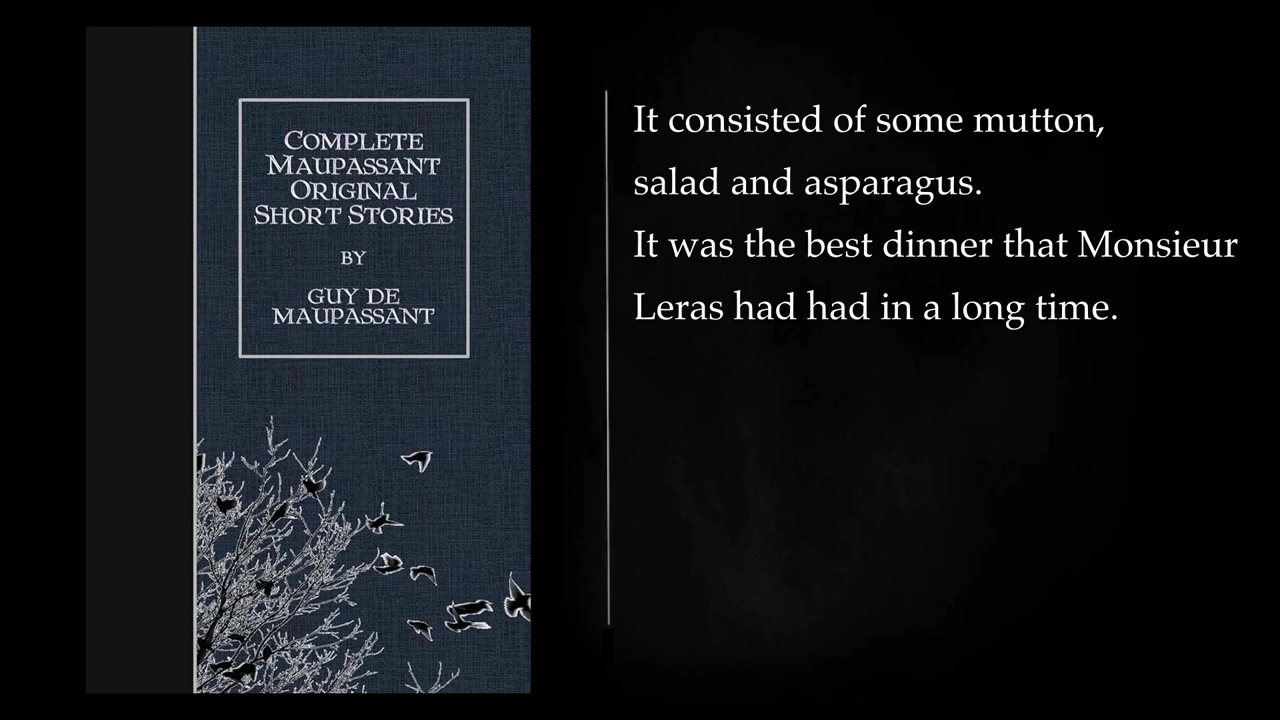 COMPLETE
MAUPASSANT
ORIGINAL
SHORT STORIES
BY
GUY DE
MAUPASSANT
It consisted of some mutton,
salad and asparagus.
It was the best dinner that Monsieur
Leras had had in a long time.